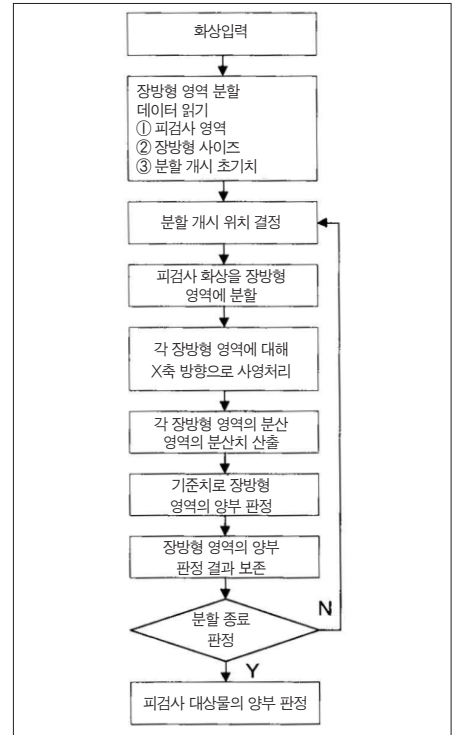 화상입력
장방형 영역 분할
데이터 읽기
① 피검사 영역
② 장방형 사이즈
③ 분할 개시 초기치
분할 개시 위치 결정
피검사 화상을 장방형
영역에 분할
각 장방형 영역에 대해
X축 방향으로 사영처리
각 장방형 영역의 분산
영역의 분산치 산출
기준치로 장방형
영역의 양부 판정
장방형 영역의 양부
판정 결과 보존
분할 종료
판정
N
Y
피검사 대상물의 양부 판정